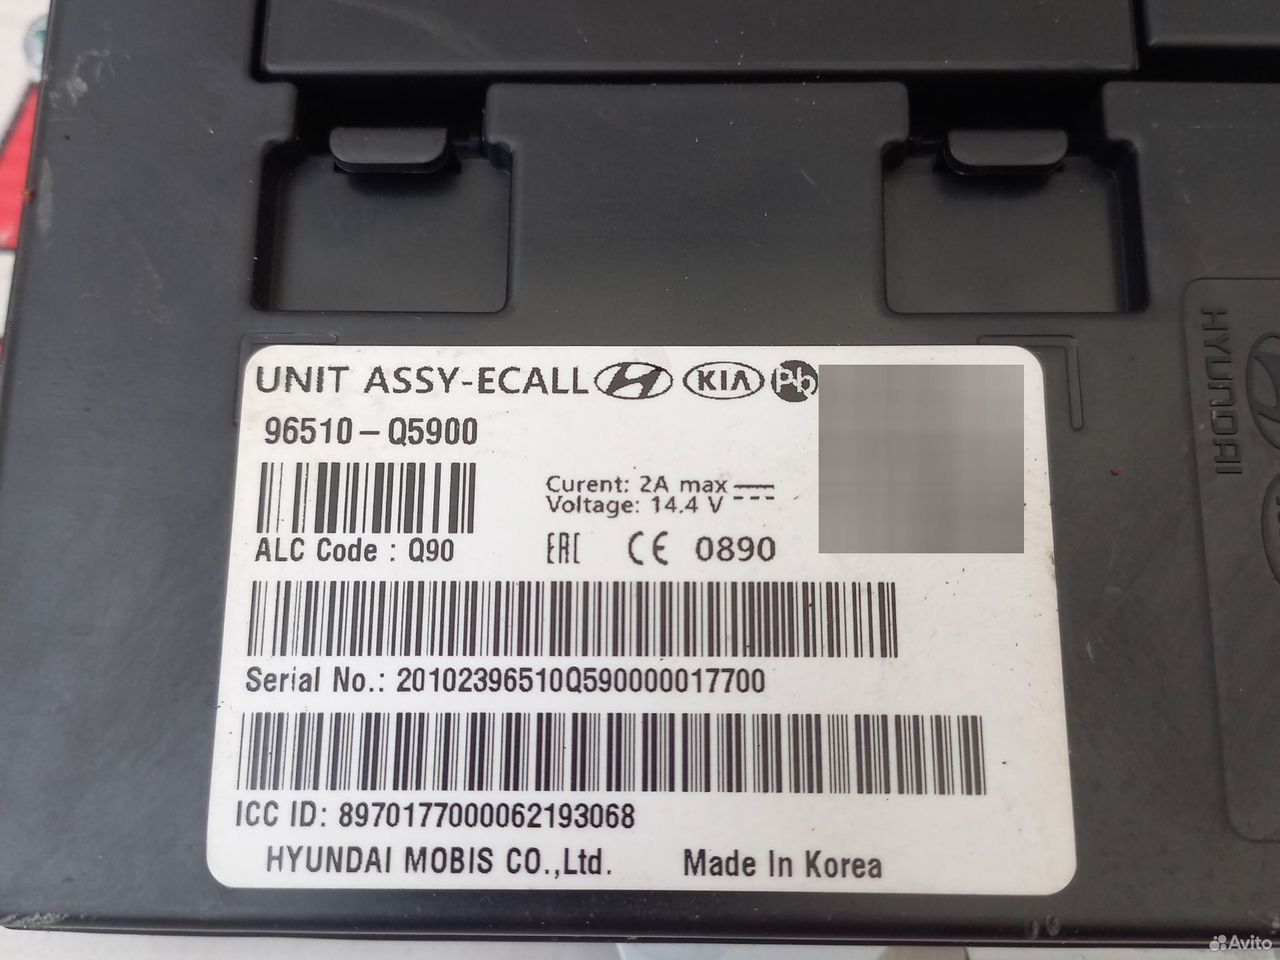 UNIT ASSY-ECALL KIA Pb
96510-Q5900
Curent: 2A max
Voltage: 14.4 V
ALC Code : Q90
EAC CE 0890
Serial No.: 20102396510Q590000017700
ICC ID: 8970177000062193068
HYUNDAI MOBIS CO.,Ltd. Made In Korea
HYUNDAI
Avito